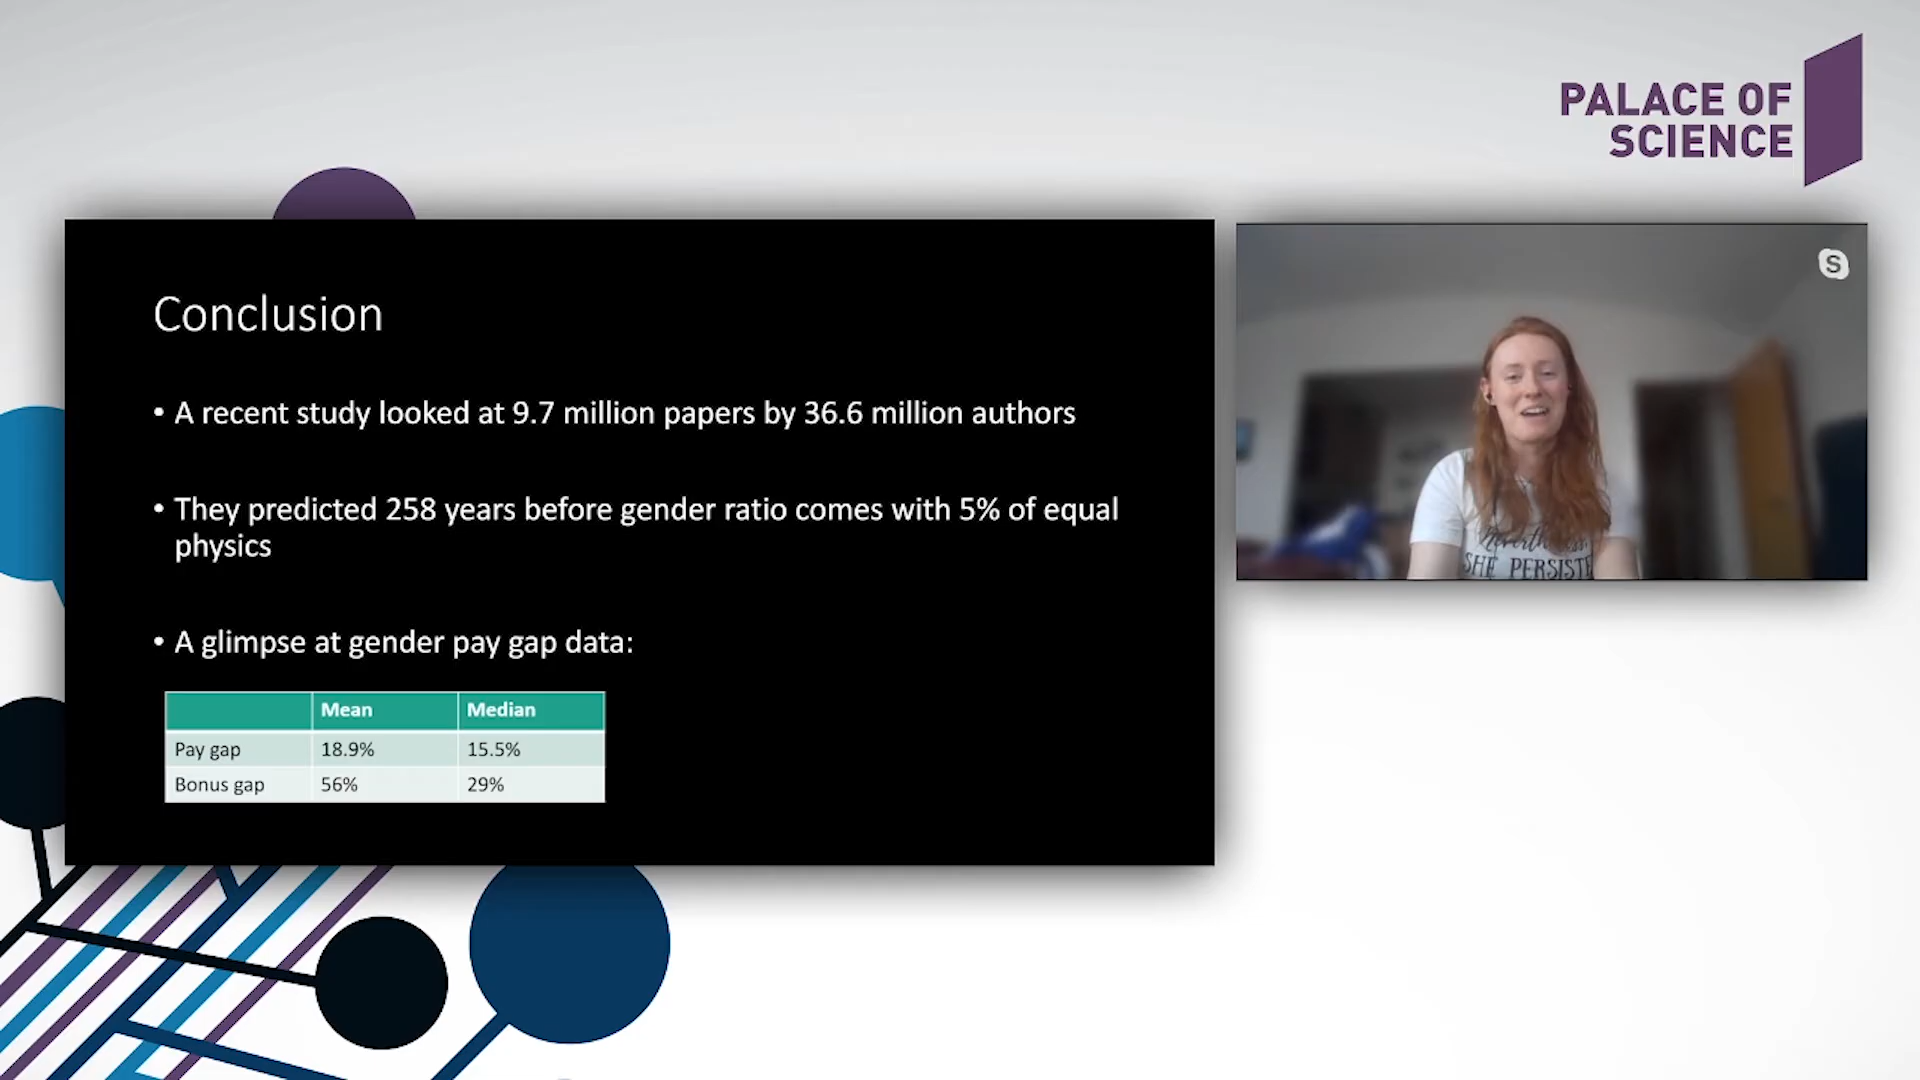 PALACE OF
SCIENCE
Conclusion
• A recent study looked at 9.7 million papers by 36.6 million authors
• They predicted 258 years before gender ratio comes with 5% of equal
physics
• A glimpse at gender pay gap data:
Mean Median
Pay gap 18.9% 15.5%
Bonus gap 56% 29%
S
SHE PERSISTE